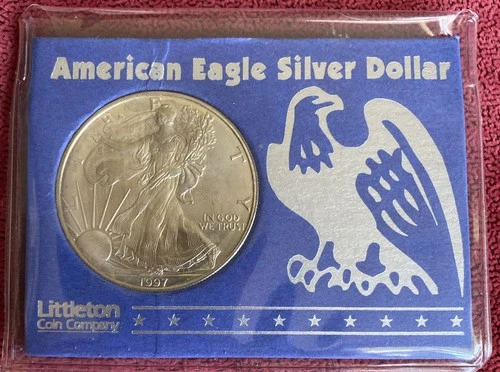 American Eagle Silver Dollar
LIBERTY
IN GOD
WE TRUST
1997
Littleton
Coin Company